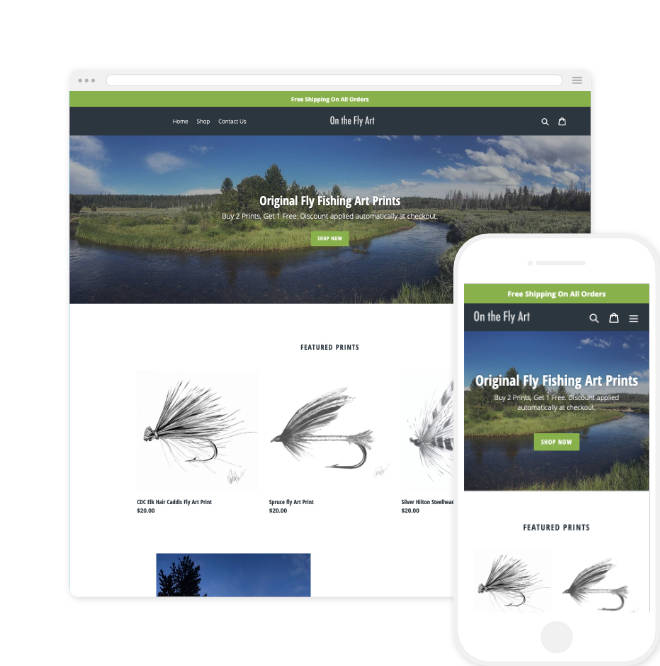 Free Shipping On All Orders
Home Shop Contact Us On the Fly Art
Original Fly Fishing Art Prints
Buy 2 Prints, Get 1 Free. Discount applied automatically at checkout.
SHOP NOW
FEATURED PRINTS
CDC Elk Hair Caddis Fly Art Print
$20.00
Spruce fly Art Print
$20.00
Silver Hilton Steelhead
$20.00
Free Shipping On All Orders
On the Fly Art
Original Fly Fishing Art Prints
Buy 2 Prints, Get 1 Free. Discount applied
automatically at checkout.
SHOP NOW
FEATURED PRINTS